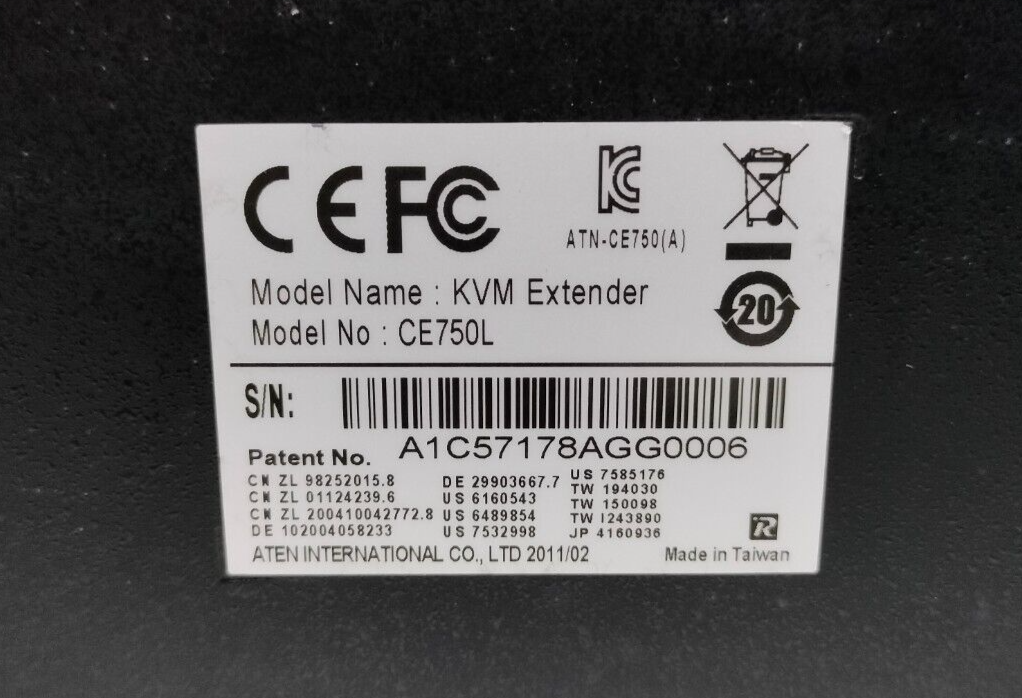 CE FC
KC
ATN-CE750(A)
Model Name : KVM Extender
20
Model No : CE750L
S/N:
A1C57178AGG0006
Patent No.
CN ZL 98252015.8 DE 29903667.7 US 7585176
CN ZL 01124239.6 US 6160543 TW 194030
CN ZL 200410042772.8 US 6489854 TW 150098
DE 102004058233 US 7532998 TW I243890
JP 4160936
R
ATEN INTERNATIONAL CO., LTD 2011/02 Made in Taiwan